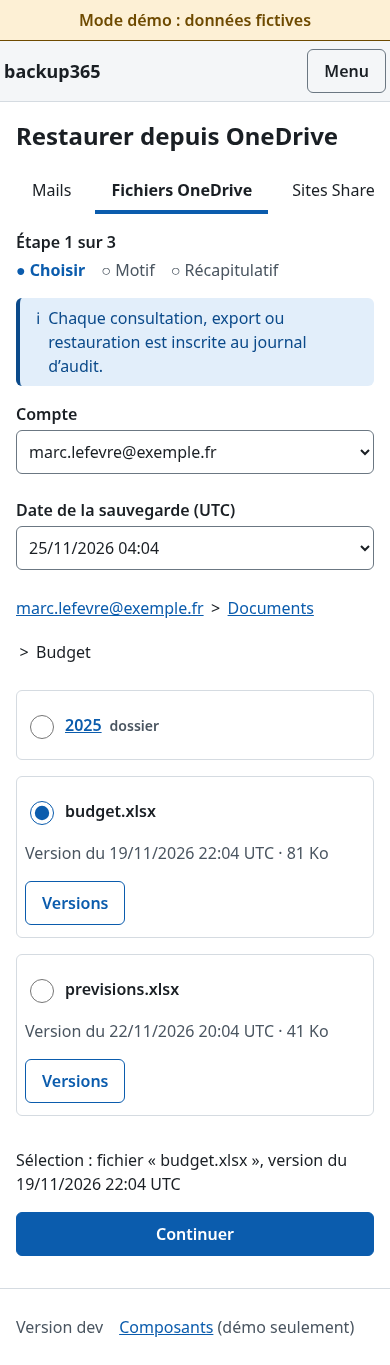 Mode démo : données fictives
backup365
Menu
Restaurer depuis OneDrive
Mails
Fichiers OneDrive
Sites Share
Étape 1 sur 3
● Choisir
○ Motif
○ Récapitulatif
i Chaque consultation, export ou
restauration est inscrite au journal
d’audit.
Compte
marc.lefevre@exemple.fr
Date de la sauvegarde (UTC)
25/11/2026 04:04
marc.lefevre@exemple.fr > Documents
> Budget
2025 dossier
budget.xlsx
Version du 19/11/2026 22:04 UTC · 81 Ko
Versions
previsions.xlsx
Version du 22/11/2026 20:04 UTC · 41 Ko
Versions
Sélection : fichier « budget.xlsx », version du
19/11/2026 22:04 UTC
Continuer
Version dev Composants (démo seulement)